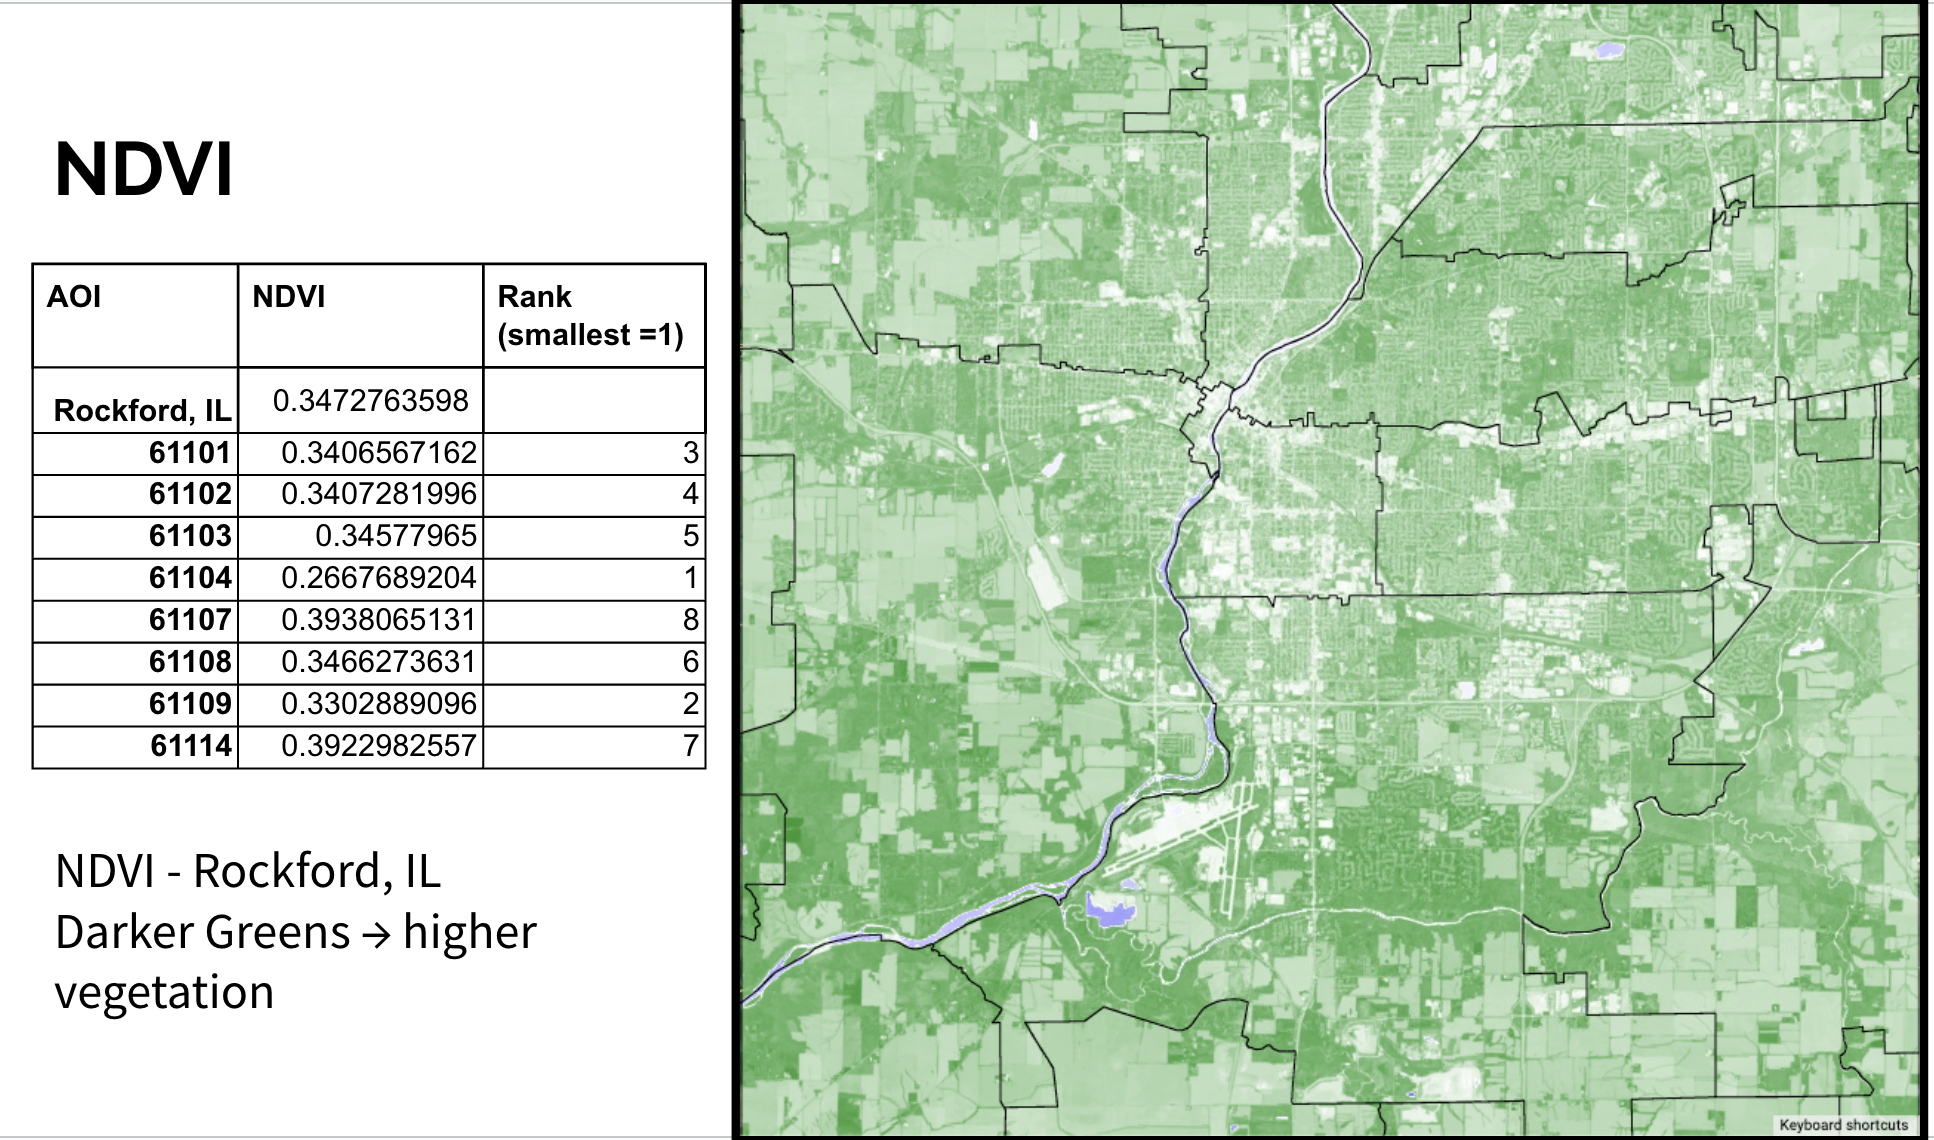 NDVI
AOI NDVI Rank
(smallest =1)
Rockford, IL 0.3472763598
61101 0.3406567162 3
61102 0.3407281996 4
61103 0.34577965 5
61104 0.2667689204 1
61107 0.3938065131 8
61108 0.3466273631 6
61109 0.3302889096 2
61114 0.3922982557 7
NDVI - Rockford, IL
Darker Greens → higher
vegetation
Keyboard shortcuts